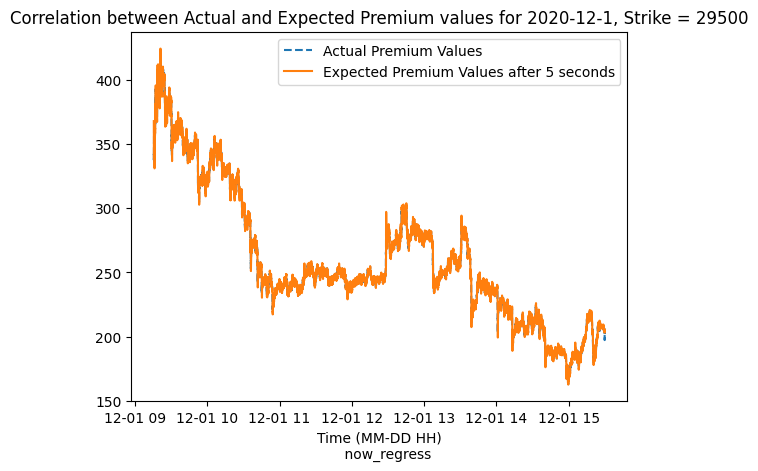 Correlation between Actual and Expected Premium values for 2020-12-1, Strike = 29500
Actual Premium Values
Expected Premium Values after 5 seconds
400
350
300
250
200
150
12-01 09 12-01 10 12-01 11 12-01 12 12-01 13 12-01 14 12-01 15
Time (MM-DD HH)
now_regress